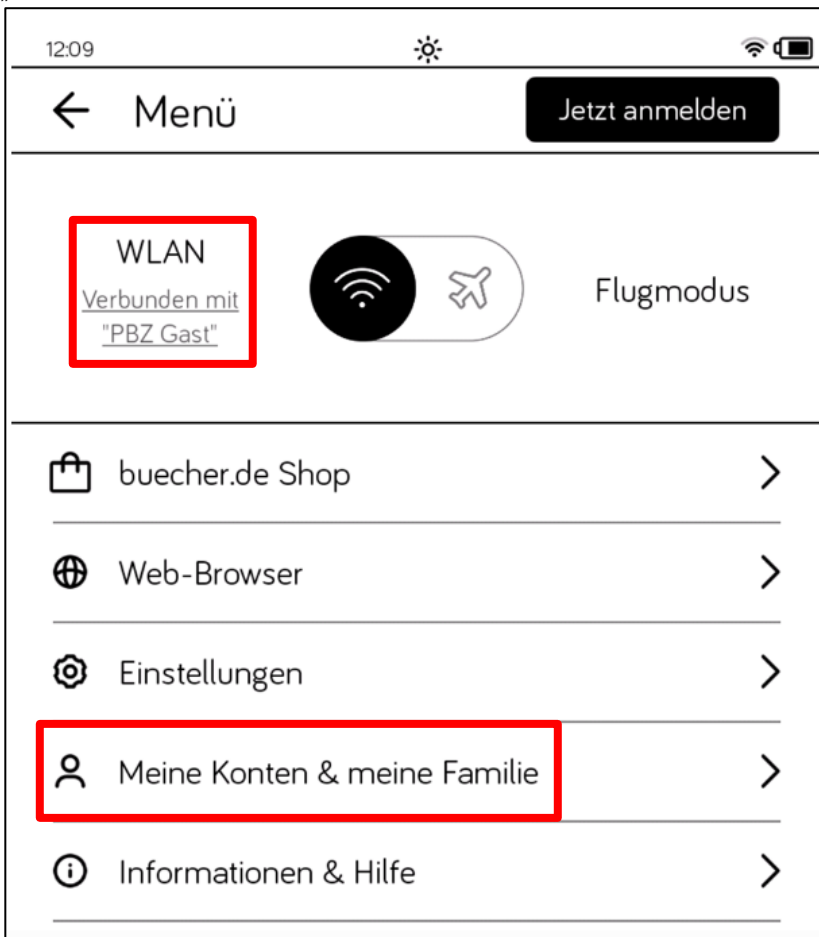 12:09
Menü
Jetzt anmelden
WLAN
Verbunden mit
"PBZ Gast"
Flugmodus
buecher.de Shop
Web-Browser
Einstellungen
Meine Konten & meine Familie
Informationen & Hilfe